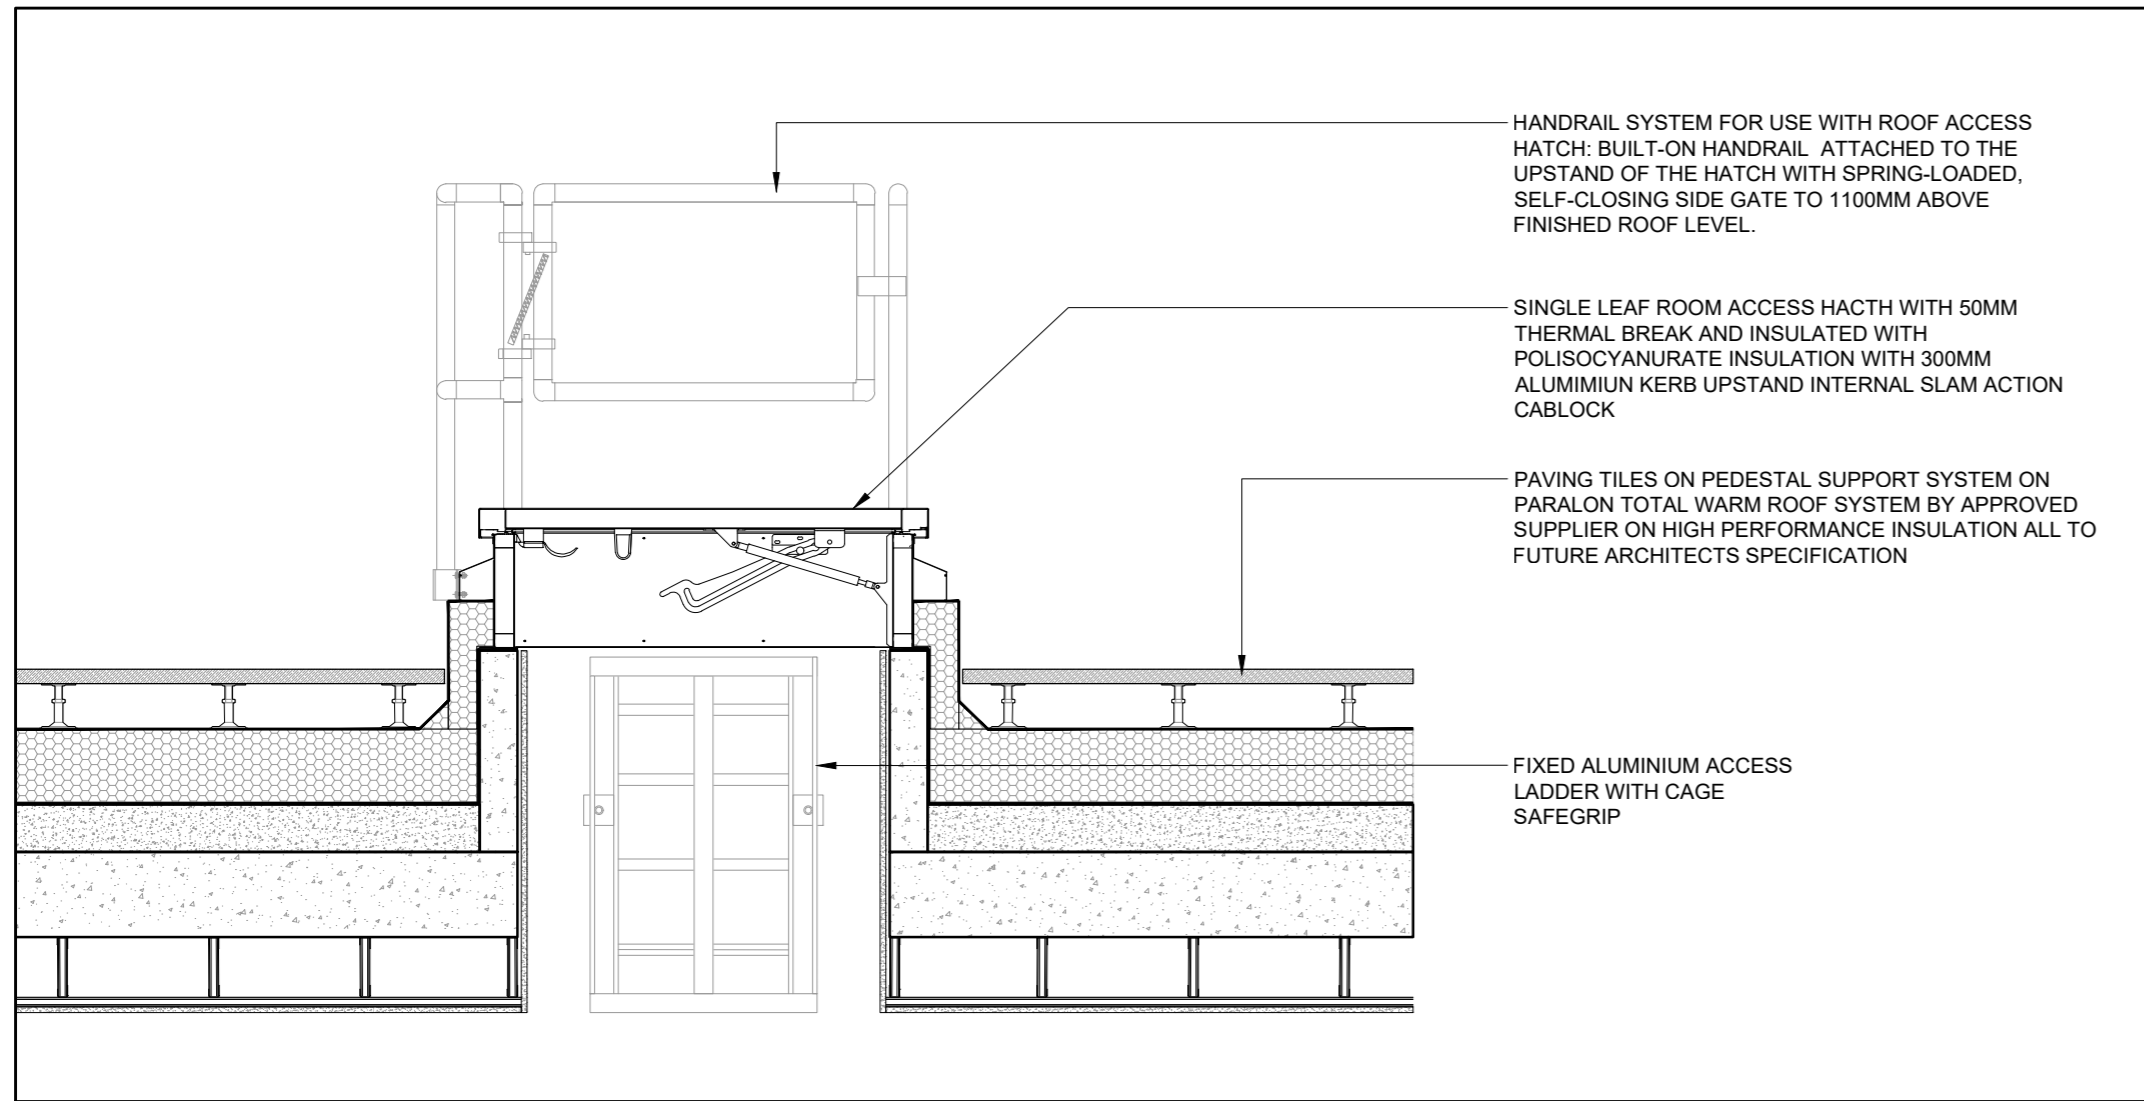 HANDRAIL SYSTEM FOR USE WITH ROOF ACCESS
HATCH: BUILT-ON HANDRAIL ATTACHED TO THE
UPSTAND OF THE HATCH WITH SPRING-LOADED,
SELF-CLOSING SIDE GATE TO 1100MM ABOVE
FINISHED ROOF LEVEL.
SINGLE LEAF ROOM ACCESS HACTH WITH 50MM
THERMAL BREAK AND INSULATED WITH
POLISOCYANURATE INSULATION WITH 300MM
ALUMIMIUN KERB UPSTAND INTERNAL SLAM ACTION
CABLOCK
PAVING TILES ON PEDESTAL SUPPORT SYSTEM ON
PARALON TOTAL WARM ROOF SYSTEM BY APPROVED
SUPPLIER ON HIGH PERFORMANCE INSULATION ALL TO
FUTURE ARCHITECTS SPECIFICATION
FIXED ALUMINIUM ACCESS
LADDER WITH CAGE
SAFEGRIP